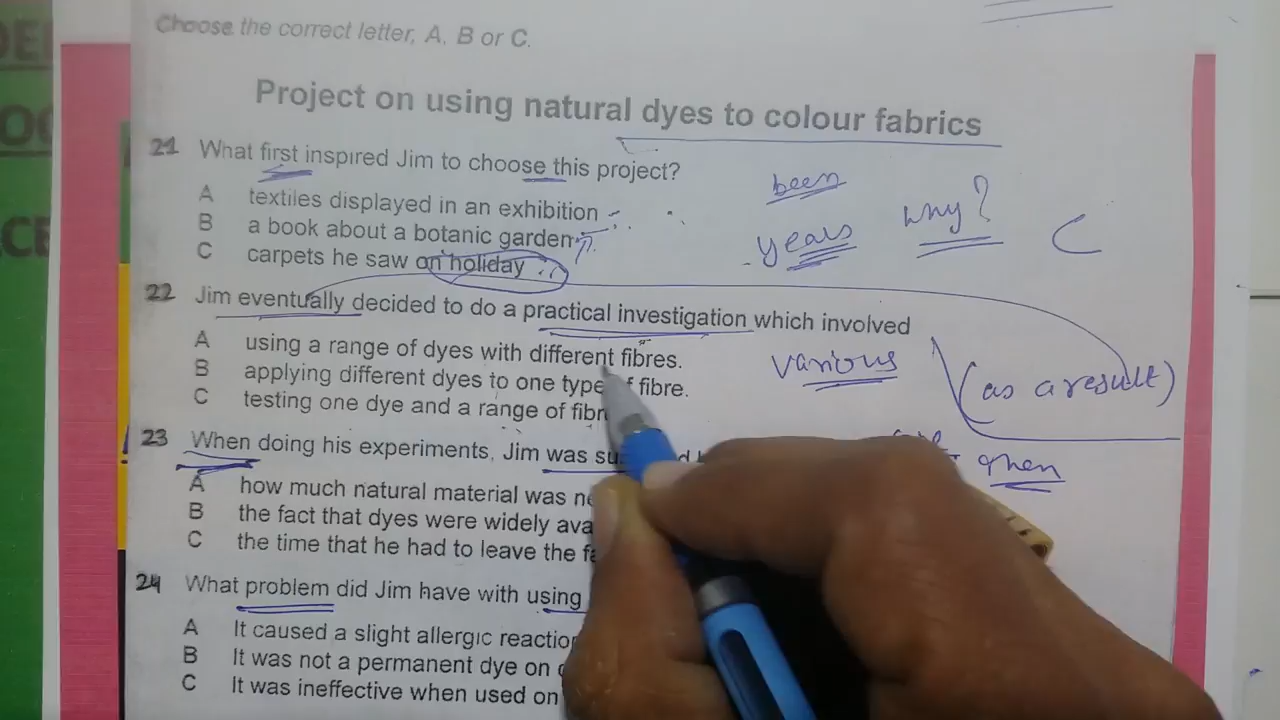 Choose the correct letter, A, B or C.
Project on using natural dyes to colour fabrics
21 What first inspired Jim to choose this project?
A textiles displayed in an exhibition
B a book about a botanic garden
C carpets he saw on holiday
been
years
why?
C
22 Jim eventually decided to do a practical investigation which involved
A using a range of dyes with different fibres.
B applying different dyes to one type of fibre.
C testing one dye and a range of
various
(as a result)
23 When doing his experiments, Jim was
when
A how much natural material was
B the fact that dyes were widely
C the time that he had to leave the
24 What problem did Jim have with using
A It caused a slight allergic
B It was not a permanent dye on
C It was ineffective when used on